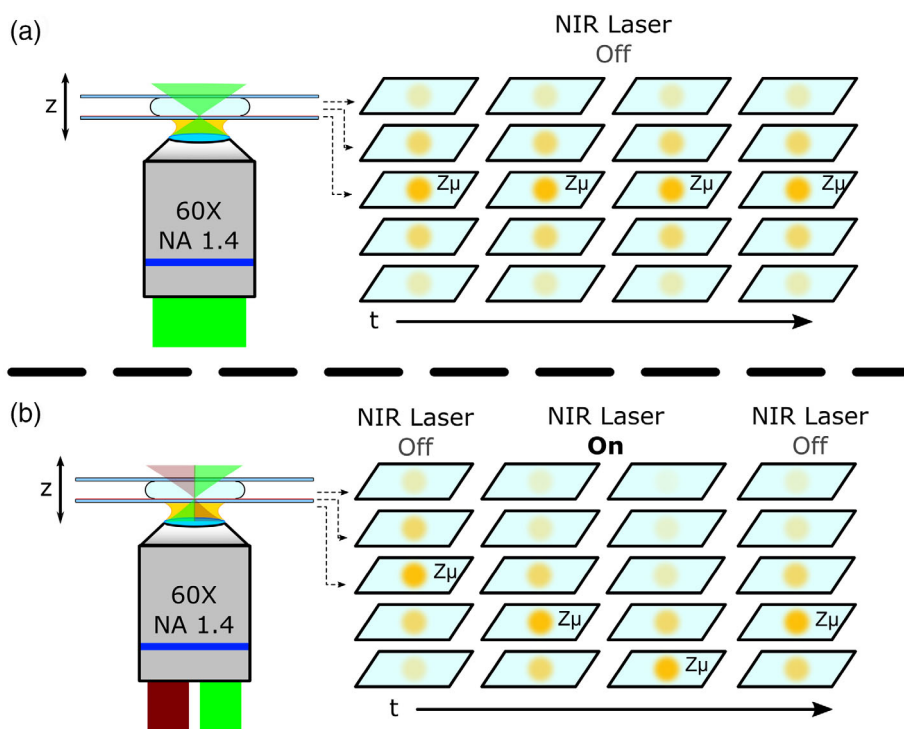 (a)
NIR Laser
Off
z
Zμ Zμ Zμ Zμ
60X
NA 1.4
t
(b)
NIR Laser NIR Laser NIR Laser
Off On Off
z
Zμ
60X
NA 1.4
Zμ Zμ
Zμ
t